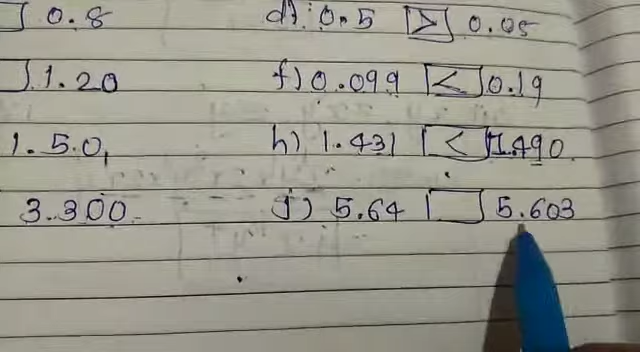 0.8 d) 0.5 > 0.05
1.20 f) 0.099 < 0.19
1.50 h) 1.431 < 1.490
3.300 j) 5.64 5.603